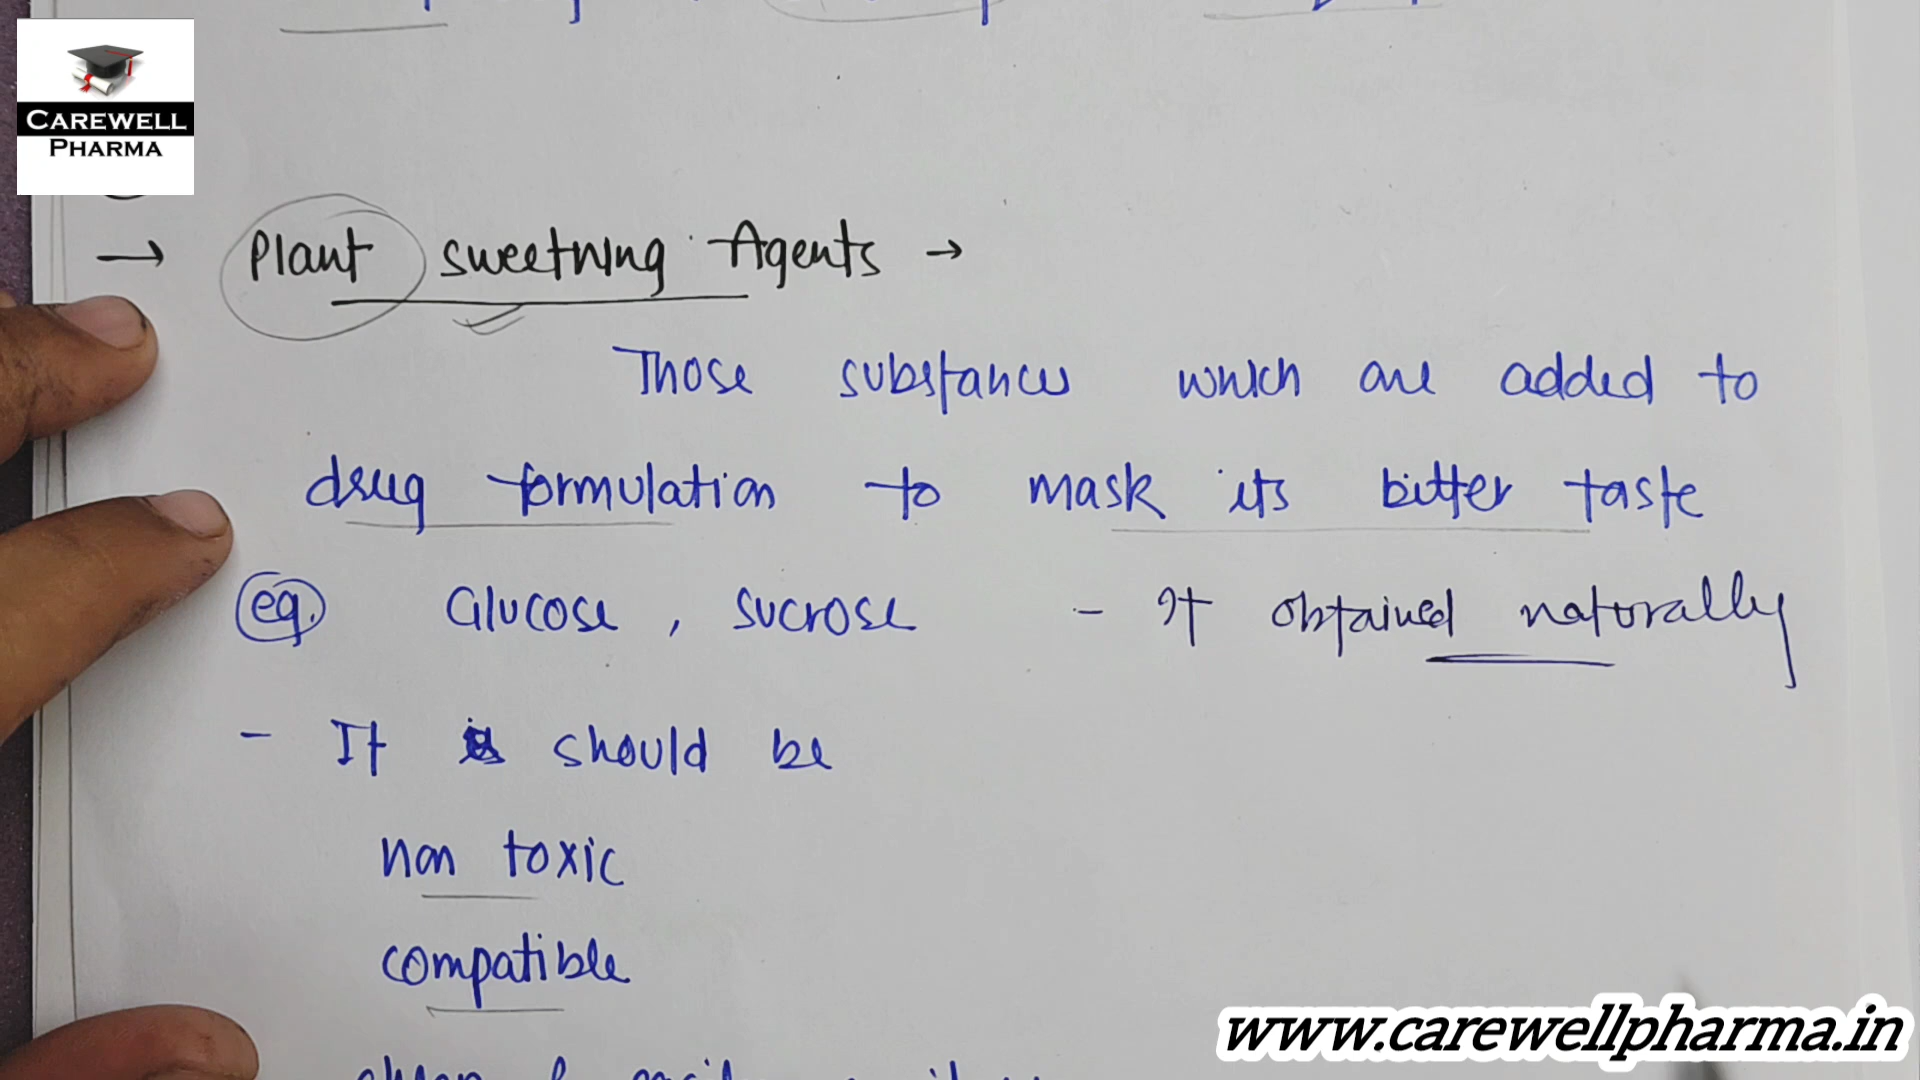 CAREWELL
PHARMA
→ Plant sweetning Agents →
Those substances which are added to
drug formulation to mask its bitter taste
eg. Glucose, sucrose - It obtained naturally
- It should be
non toxic
compatible
www.carewellpharma.in